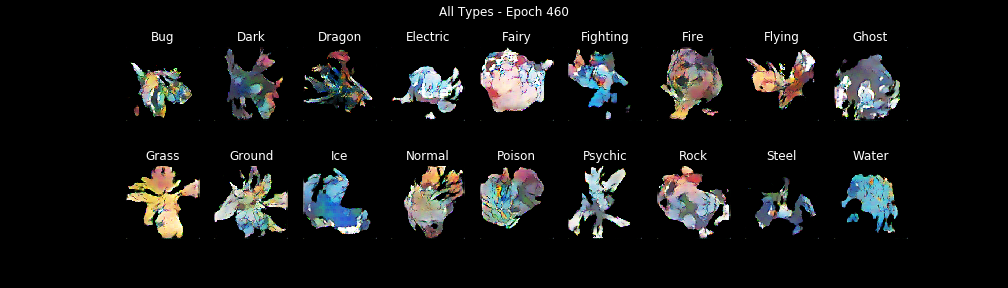 All Types - Epoch 460
Bug Dark Dragon Electric Fairy Fighting Fire Flying Ghost
Grass Ground Ice Normal Poison Psychic Rock Steel Water